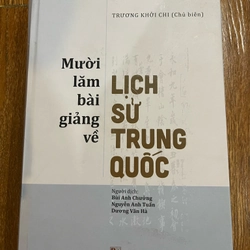 TRƯƠNG KHỞI CHI (Chủ biên)
Mười
lăm
bài
giảng
về
LỊCH
SỬ
TRUNG
QUỐC
Người dịch:
Bùi Anh Chưởng
Nguyễn Anh Tuấn
Dương Văn Hà